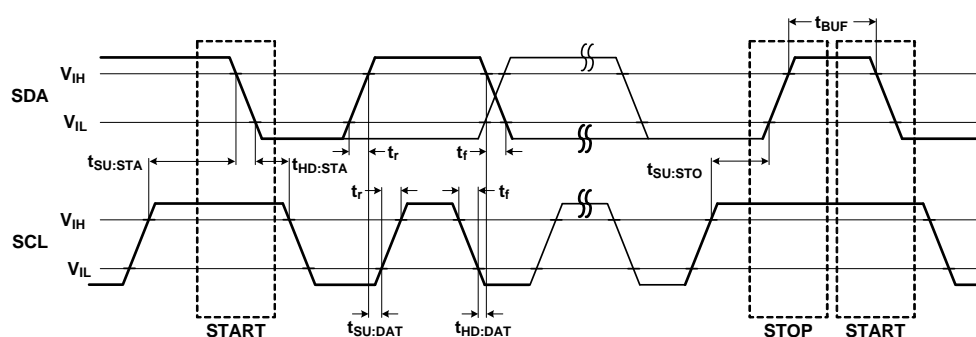 tBUF
VIH
SDA
VIL
tSU:STA
tHD:STA
tr
tf
tSU:STO
tr
tf
VIH
SCL
VIL
tSU:DAT
tHD:DAT
START
STOP
START